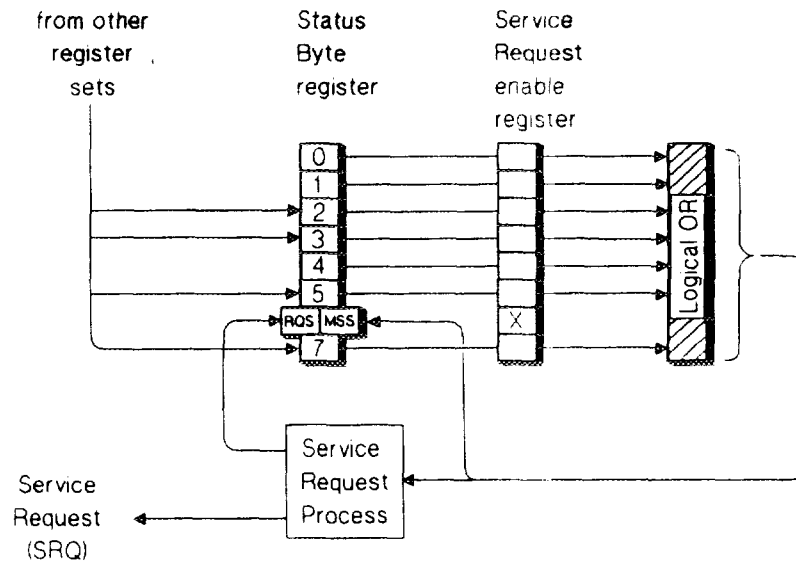 from other
register
sets
Status
Byte
register
Service
Request
enable
register
0
1
2
3
4
5
RQS MSS
7
X
Logical OR
Service
Request
Process
Service
Request
(SRQ)